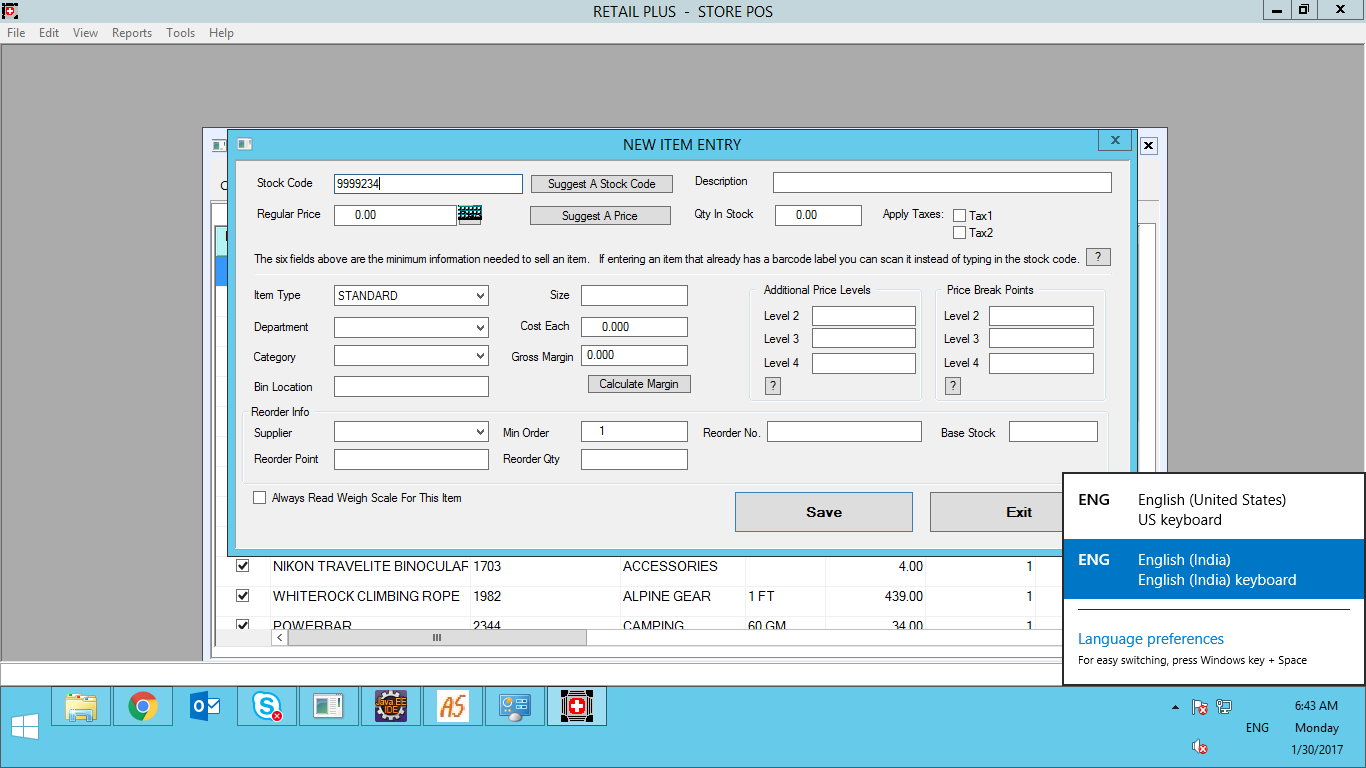 RETAIL PLUS - STORE POS
File Edit View Reports Tools Help
NEW ITEM ENTRY
Stock Code 9999234 Suggest A Stock Code Description
Regular Price 0.00 Suggest A Price Qty In Stock 0.00 Apply Taxes: Tax1
Tax2
The six fields above are the minimum information needed to sell an item. If entering an item that already has a barcode label you can scan it instead of typing in the stock code. ?
Item Type STANDARD Size Additional Price Levels Price Break Points
Level 2 Level 2
Department Cost Each 0.000
Level 3 Level 3
Category Gross Margin 0.000
Level 4 Level 4
Bin Location Calculate Margin ? ?
Reorder Info
Supplier Min Order 1 Reorder No. Base Stock
Reorder Point Reorder Qty
Always Read Weigh Scale For This Item
Save Exit
NIKON TRAVELITE BINOCULAR 1703 ACCESSORIES 4.00 1
WHITEROCK CLIMBING ROPE 1982 ALPINE GEAR 1 FT 439.00 1
POWERBAR 2344 CAMPING 60 GM 34.00 1
ENG English (United States)
US keyboard
ENG English (India)
English (India) keyboard
Language preferences
For easy switching, press Windows key + Space
Java EE
IDE
AS
ENG
6:43 AM
Monday
1/30/2017